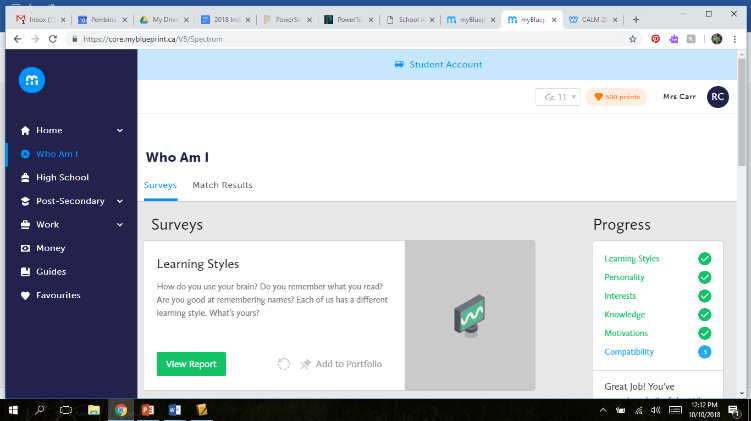 Inbox (1)
Pembina
My Drive
2018 Ind
PowerSc
PowerTe
School A
myBluep
myBluep
CALM 20
https://core.myblueprint.ca/V5/Spectrum
Student Account
Gr. 11
500 points
Mrs Carr
RC
Home
Who Am I
High School
Post-Secondary
Work
Money
Guides
Favourites
Who Am I
Surveys Match Results
Surveys
Learning Styles
How do you use your brain? Do you remember what you read?
Are you good at remembering names? Each of us has a different
learning style. What's yours?
View Report
Add to Portfolio
Progress
Learning Styles
Personality
Interests
Knowledge
Motivations
Compatibility
Great Job! You've
12:12 PM
10/10/2018